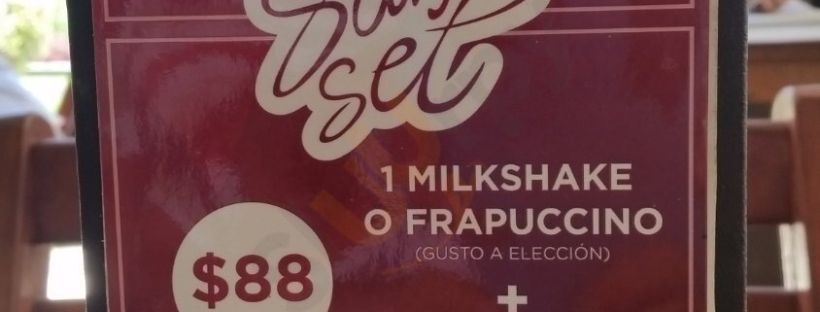 set
1 MILKSHAKE
O FRAPUCCINO
(GUSTO A ELECCIÓN)
$88
+